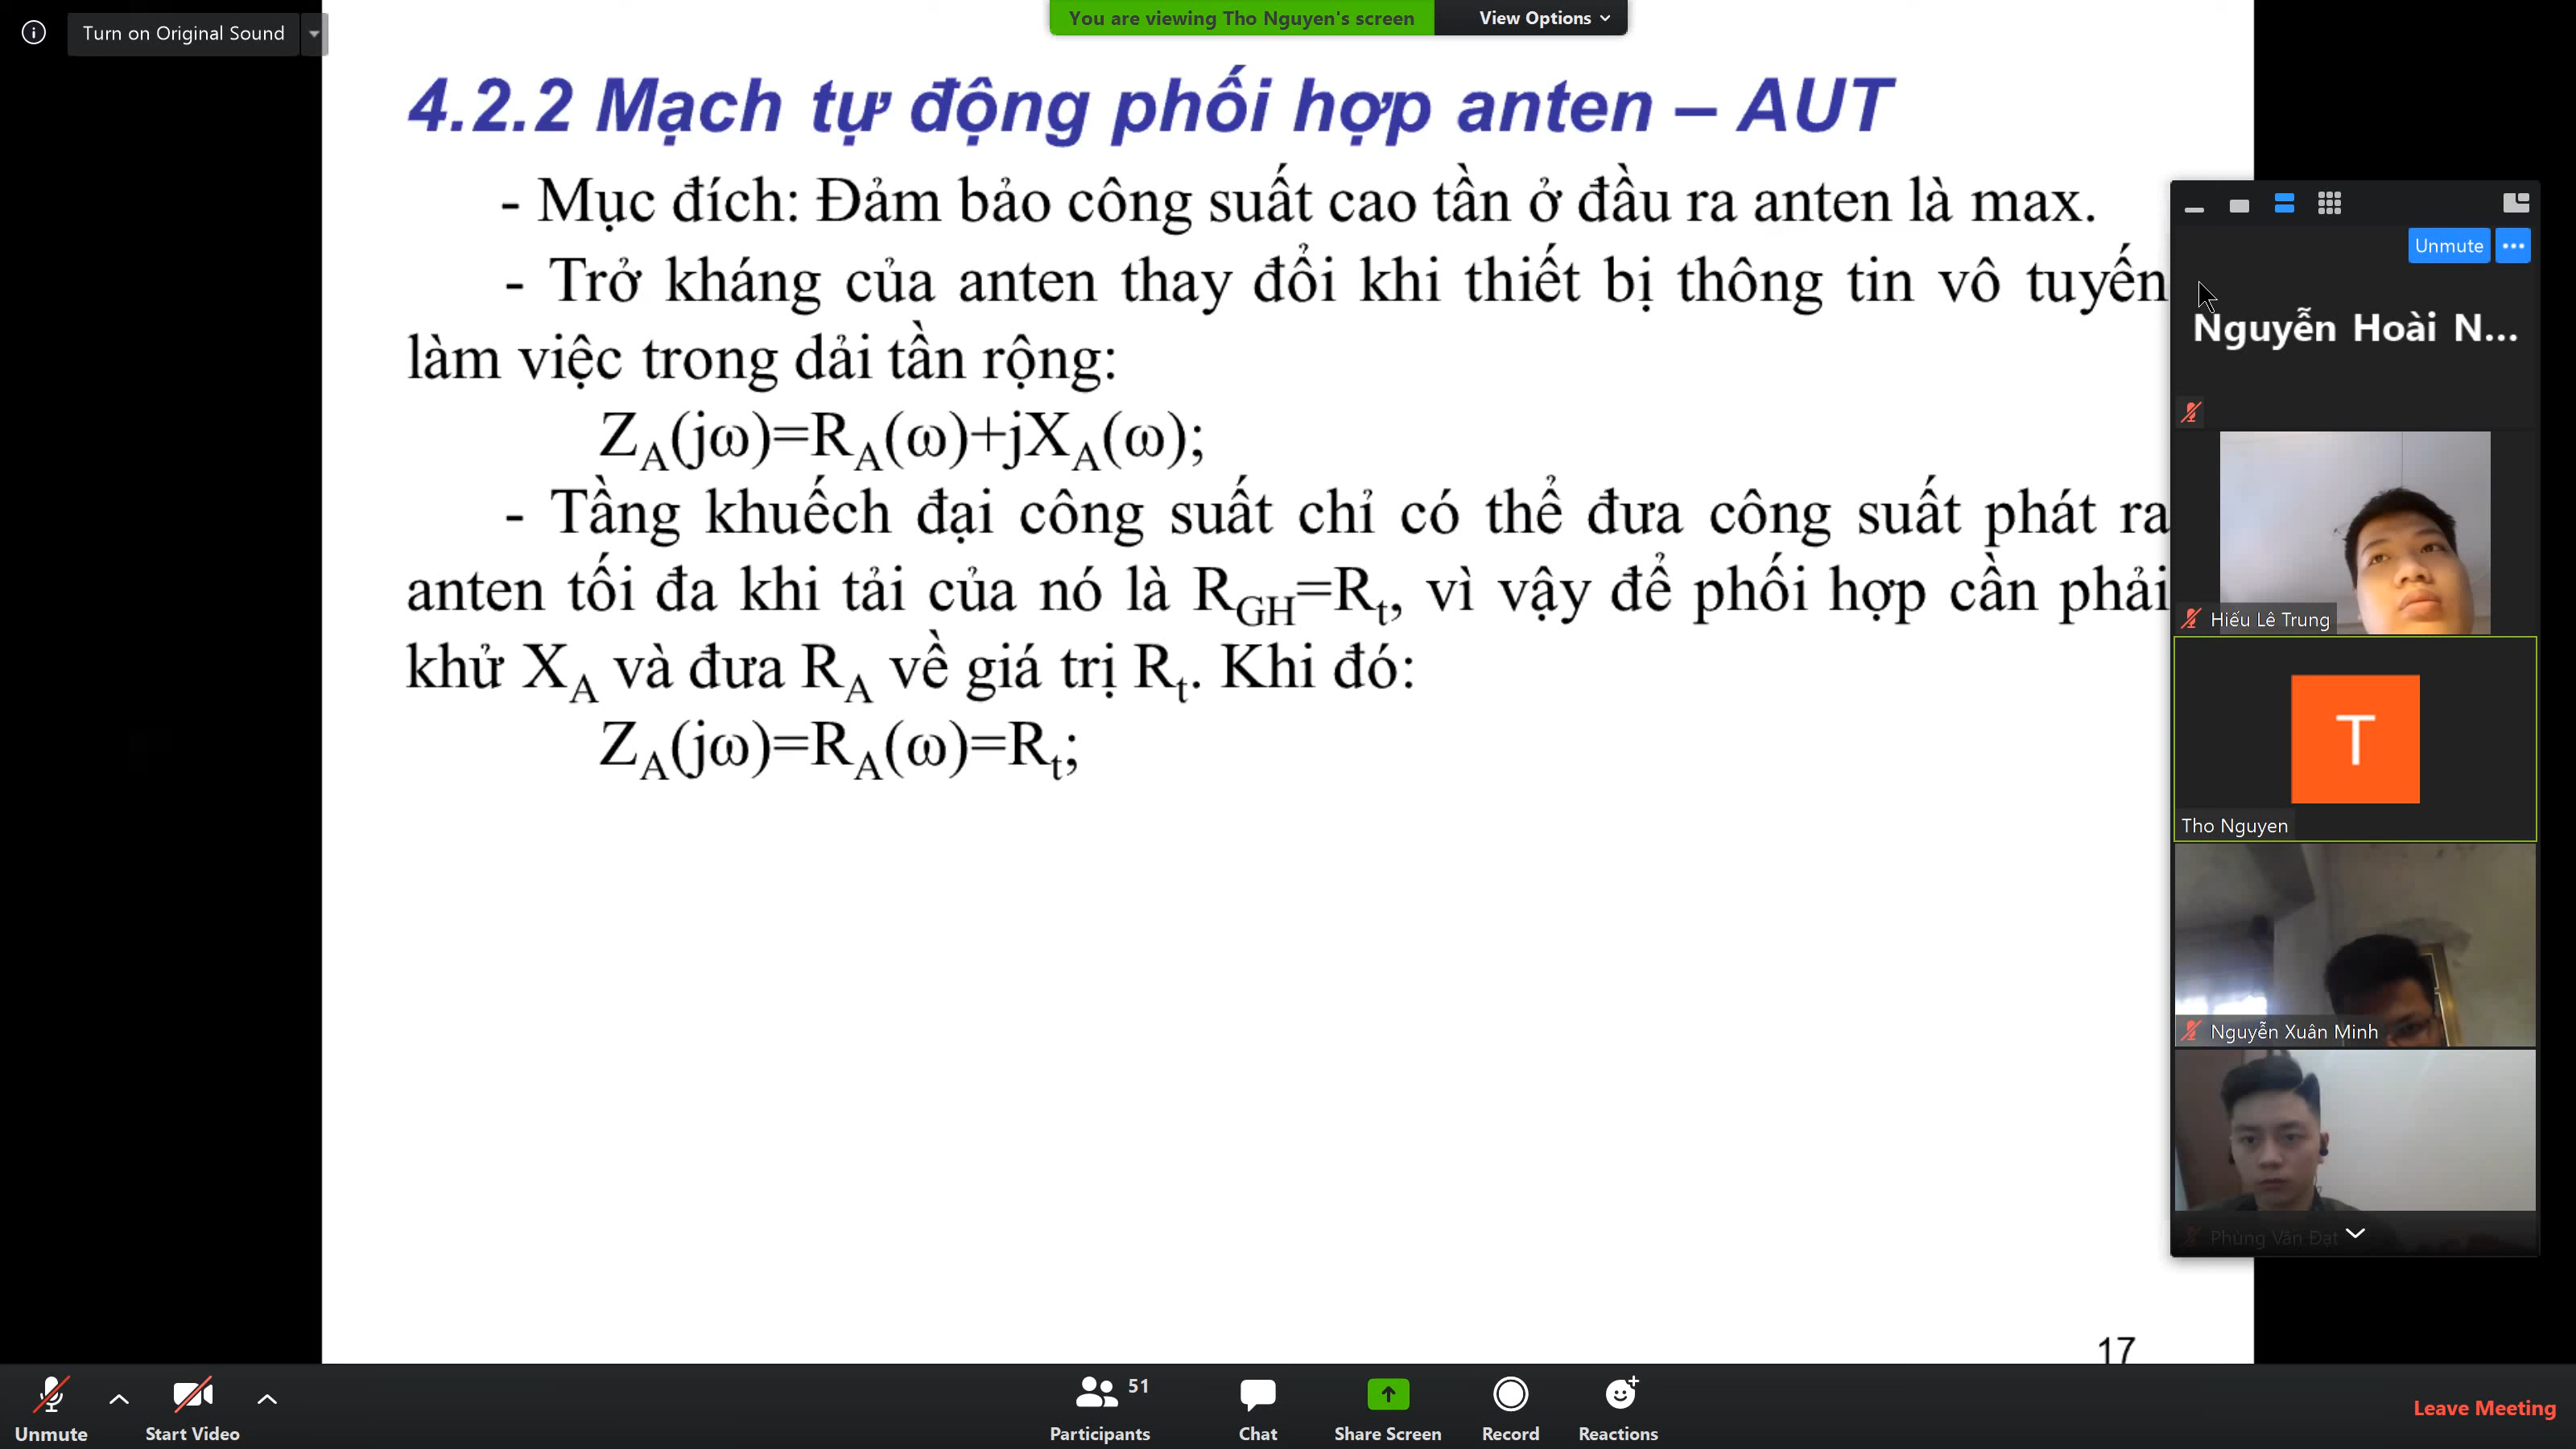 Turn on Original Sound
You are viewing Tho Nguyen's screen
View Options
4.2.2 Mạch tự động phối hợp anten – AUT
- Mục đích: Đảm bảo công suất cao tần ở đầu ra anten là max.
- Trở kháng của anten thay đổi khi thiết bị thông tin vô tuyến
làm việc trong dải tần rộng:
Z_A(jω)=R_A(ω)+jX_A(ω);
- Tầng khuếch đại công suất chỉ có thể đưa công suất phát ra
anten tối đa khi tải của nó là R_GH=R_t, vì vậy để phối hợp cần phải
khử X_A và đưa R_A về giá trị R_t. Khi đó:
Z_A(jω)=R_A(ω)=R_t;
17
Unmute
Nguyễn Hoài N...
Hiếu Lê Trung
T
Tho Nguyen
Nguyễn Xuân Minh
Phùng Văn Đạt
Unmute
Start Video
51
Participants
Chat
Share Screen
Record
Reactions
Leave Meeting